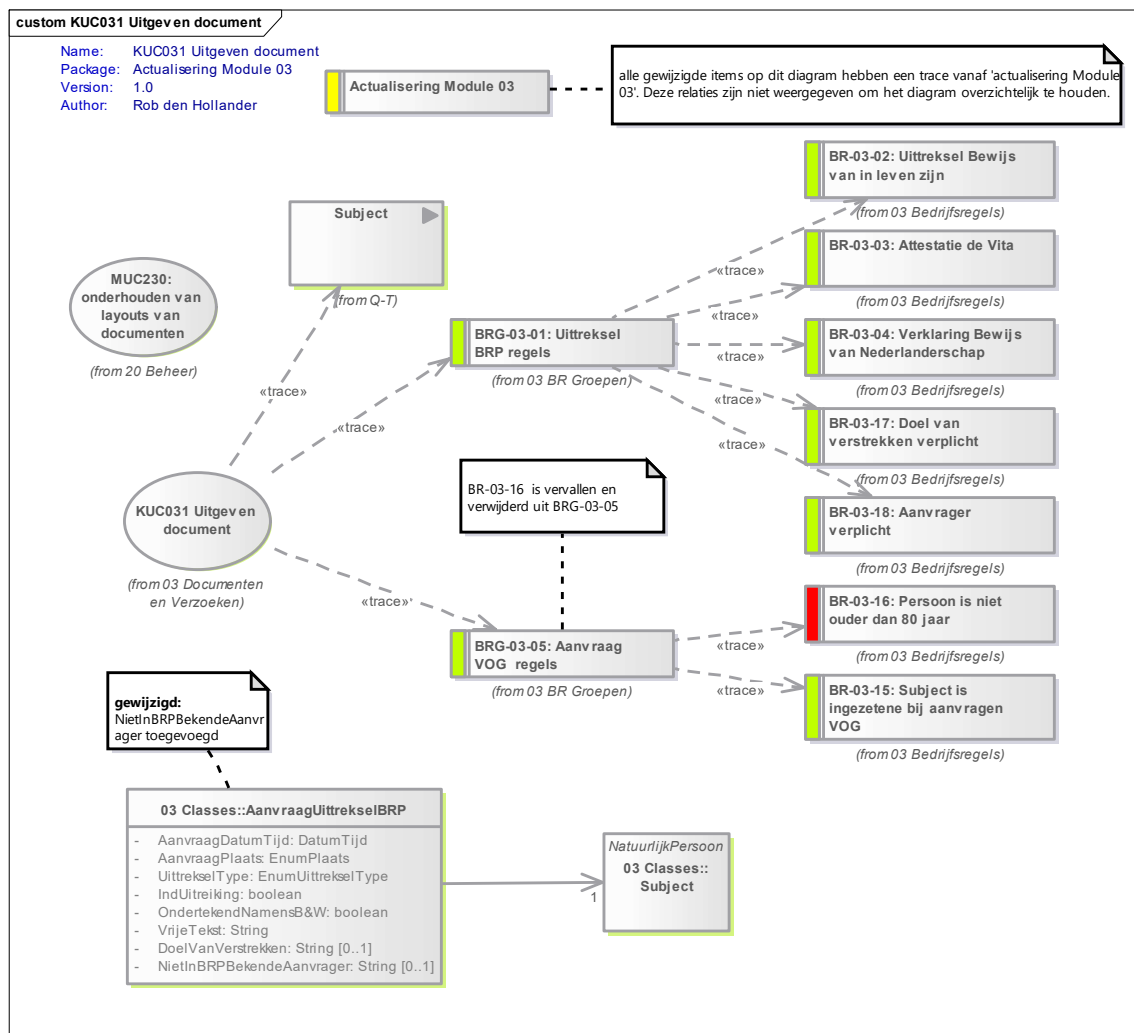 custom KUC031 Uitgeven document
Name: KUC031 Uitgeven document
Package: Actualisering Module 03
Version: 1.0
Author: Rob den Hollander
Actualisering Module 03
alle gewijzigde items op dit diagram hebben een trace vanaf 'actualisering Module
03'. Deze relaties zijn niet weergegeven om het diagram overzichtelijk te houden.
BR-03-02: Uittreksel Bewijs
van in leven zijn
(from 03 Bedrijfsregels)
Subject
(from Q-T)
MUC230:
onderhouden van
layouts van
documenten
(from 20 Beheer)
«trace»
BR-03-03: Attestatie de Vita
(from 03 Bedrijfsregels)
«trace»
BRG-03-01: Uittreksel
BRP regels
(from 03 BR Groepen)
BR-03-04: Verklaring Bewijs
van Nederlanderschap
(from 03 Bedrijfsregels)
«trace»
«trace»
«trace»
«trace»
BR-03-17: Doel van
verstrekken verplicht
(from 03 Bedrijfsregels)
«trace»
BR-03-16 is vervallen en
verwijderd uit BRG-03-05
KUC031 Uitgeven
document
(from 03 Documenten
en Verzoeken)
BR-03-18: Aanvrager
verplicht
(from 03 Bedrijfsregels)
«trace»
BR-03-16: Persoon is niet
ouder dan 80 jaar
(from 03 Bedrijfsregels)
BRG-03-05: Aanvraag
VOG regels
(from 03 BR Groepen)
«trace»
«trace»
BR-03-15: Subject is
ingezetene bij aanvragen
VOG
(from 03 Bedrijfsregels)
gewijzigd:
NietInBRPBekendeAanvr
ager toegevoegd
03 Classes::AanvraagUittrekselBRP
- AanvraagDatumTijd: DatumTijd
- AanvraagPlaats: EnumPlaats
- UittrekselType: EnumUittrekselType
- IndUitreiking: boolean
- OndertekendNamensB&W: boolean
- VrijeTekst: String
- DoelVanVerstrekken: String [0..1]
- NietInBRPBekendeAanvrager: String [0..1]
1
NatuurlijkPersoon
03 Classes::
Subject